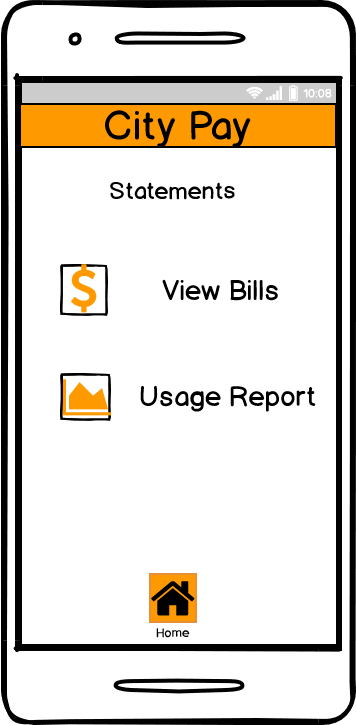 10:08
City Pay
Statements
$
View Bills
Usage Report
Home